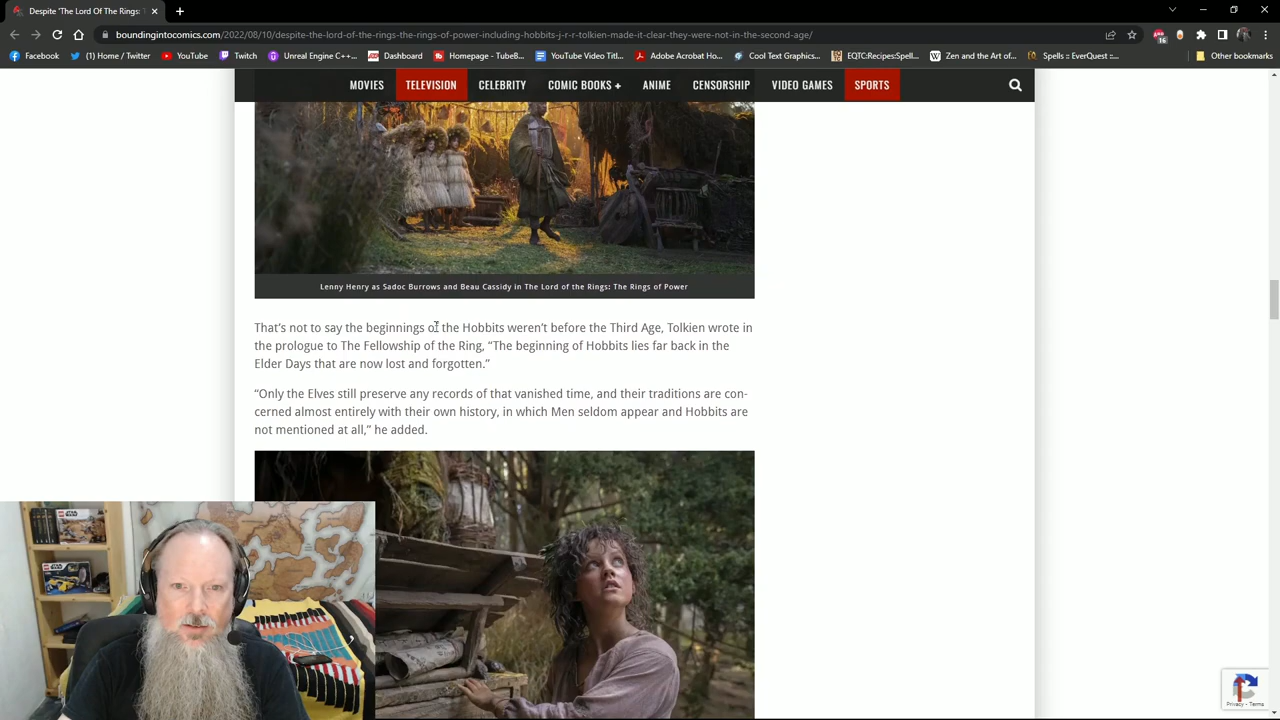 Despite 'The Lord Of The Rings
boundingintocomics.com/2022/08/10/despite-the-lord-of-the-rings-the-rings-of-power-including-hobbits-j-r-r-tolkien-made-it-clear-they-were-not-in-the-second-age/
16
Facebook
(1) Home / Twitter
Twitch
Unreal Engine C++...
Dashboard
Homepage - TubeB...
YouTube Video Titl...
Adobe Acrobat Ho...
Cool Text Graphics...
EQTC:Recipes:Spell...
Zen and the Art of...
Spells :: EverQuest =...
Other bookmarks
MOVIES
TELEVISION
CELEBRITY
COMIC BOOKS +
ANIME
CENSORSHIP
VIDEO GAMES
SPORTS
Lenny Henry as Sadoc Burrows and Beau Cassidy in The Lord of the Rings: The Rings of Power
That's not to say the beginnings of the Hobbits weren't before the Third Age, Tolkien wrote in
the prologue to The Fellowship of the Ring, “The beginning of Hobbits lies far back in the
Elder Days that are now lost and forgotten.”
“Only the Elves still preserve any records of that vanished time, and their traditions are con-
cerned almost entirely with their own history, in which Men seldom appear and Hobbits are
not mentioned at all,” he added.
Privacy - Terms